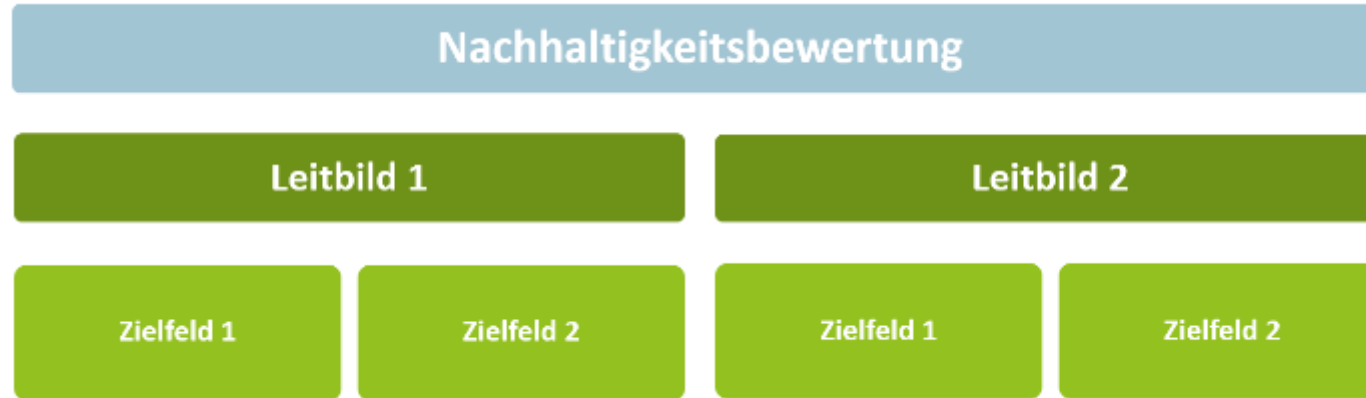 Nachhaltigkeitsbewertung
Leitbild 1
Leitbild 2
Zielfeld 1
Zielfeld 2
Zielfeld 1
Zielfeld 2